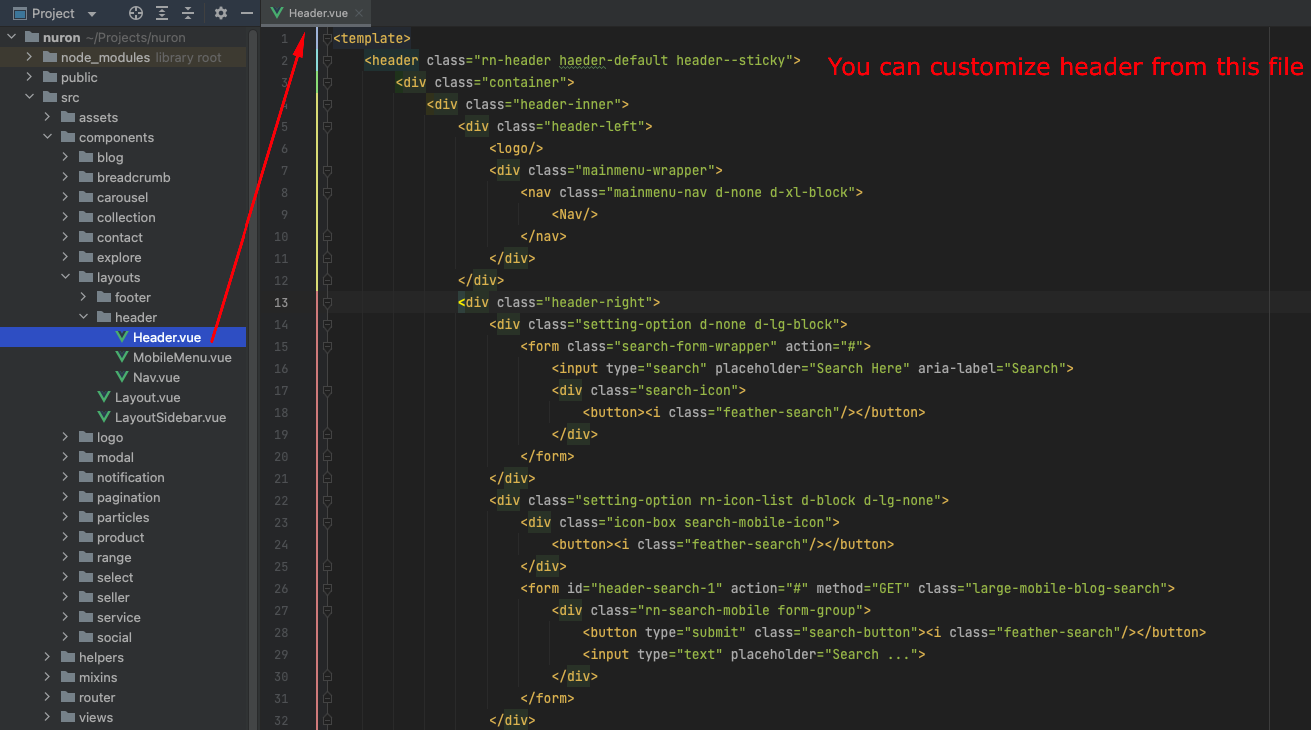 Project
Header.vue
nuron ~/Projects/nuron
node_modules library root
public
src
assets
components
blog
breadcrumb
carousel
collection
contact
explore
layouts
footer
header
Header.vue
MobileMenu.vue
Nav.vue
Layout.vue
LayoutSidebar.vue
logo
modal
notification
pagination
particles
product
range
select
seller
service
social
helpers
mixins
router
views
You can customize header from this file
1 <template>
2 <header class="rn-header haeder-default header--sticky">
3 <div class="container">
4 <div class="header-inner">
5 <div class="header-left">
6 <logo/>
7 <div class="mainmenu-wrapper">
8 <nav class="mainmenu-nav d-none d-xl-block">
9 <Nav/>
10 </nav>
11 </div>
12 </div>
13 <div class="header-right">
14 <div class="setting-option d-none d-lg-block">
15 <form class="search-form-wrapper" action="#">
16 <input type="search" placeholder="Search Here" aria-label="Search">
17 <div class="search-icon">
18 <button><i class="feather-search"/></button>
19 </div>
20 </form>
21 </div>
22 <div class="setting-option rn-icon-list d-block d-lg-none">
23 <div class="icon-box search-mobile-icon">
24 <button><i class="feather-search"/></button>
25 </div>
26 <form id="header-search-1" action="#" method="GET" class="large-mobile-blog-search">
27 <div class="rn-search-mobile form-group">
28 <button type="submit" class="search-button"><i class="feather-search"/></button>
29 <input type="text" placeholder="Search ...">
30 </div>
31 </form>
32 </div>